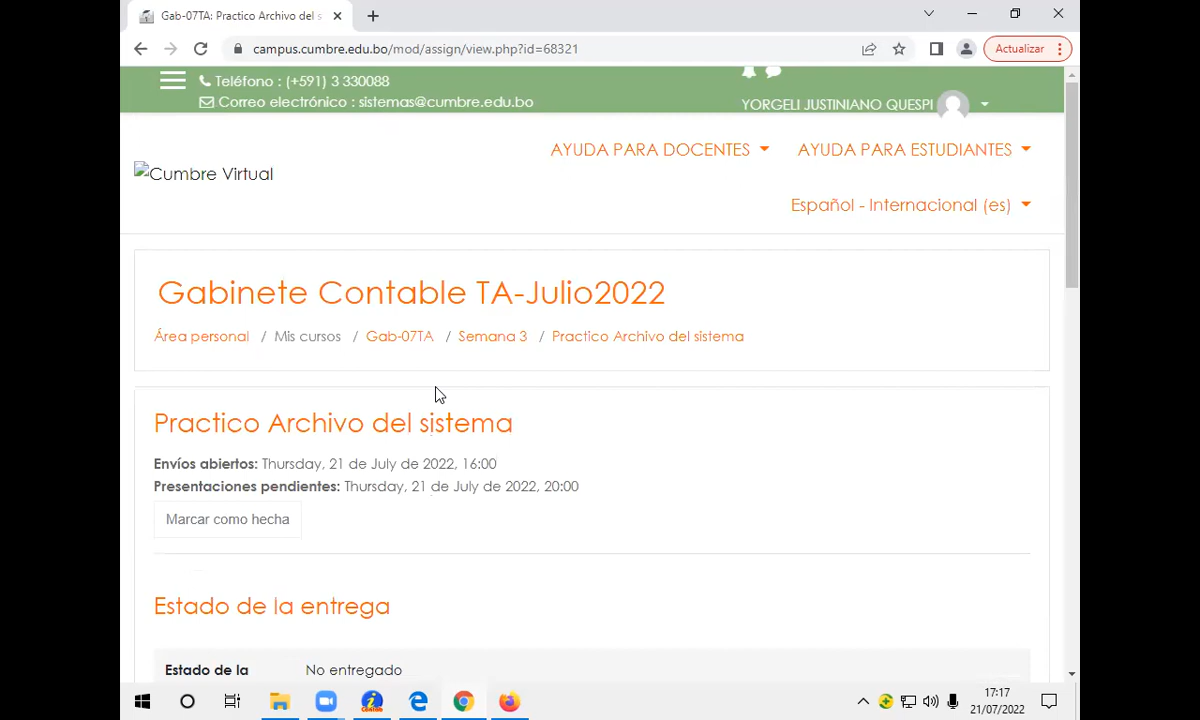 Gab-07TA: Practico Archivo del s
campus.cumbre.edu.bo/mod/assign/view.php?id=68321
Actualizar
Teléfono : (+591) 3 330088
Correo electrónico : sistemas@cumbre.edu.bo
YORGELI JUSTINIANO QUESPI
AYUDA PARA DOCENTES
AYUDA PARA ESTUDIANTES
Cumbre Virtual
Español - Internacional (es)
Gabinete Contable TA-Julio2022
Área personal / Mis cursos / Gab-07TA / Semana 3 / Practico Archivo del sistema
Practico Archivo del sistema
Envíos abiertos: Thursday, 21 de July de 2022, 16:00
Presentaciones pendientes: Thursday, 21 de July de 2022, 20:00
Marcar como hecha
Estado de la entrega
Estado de la No entregado
17:17
21/07/2022